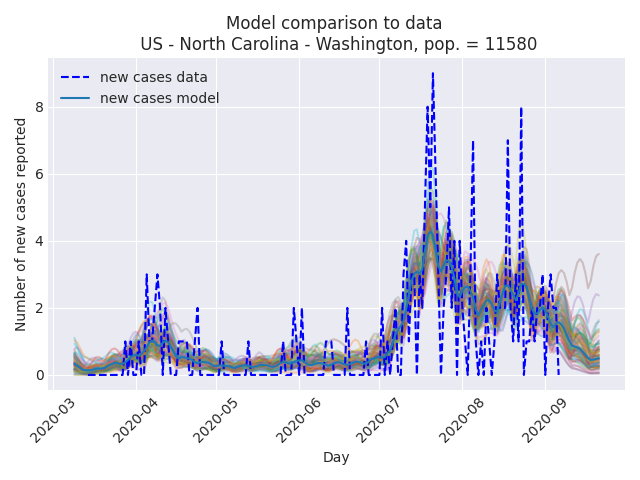 Model comparison to data
US - North Carolina - Washington, pop. = 11580
new cases data
new cases model
Number of new cases reported
8
6
4
2
0
2020-03
2020-04
2020-05
2020-06
2020-07
2020-08
2020-09
Day